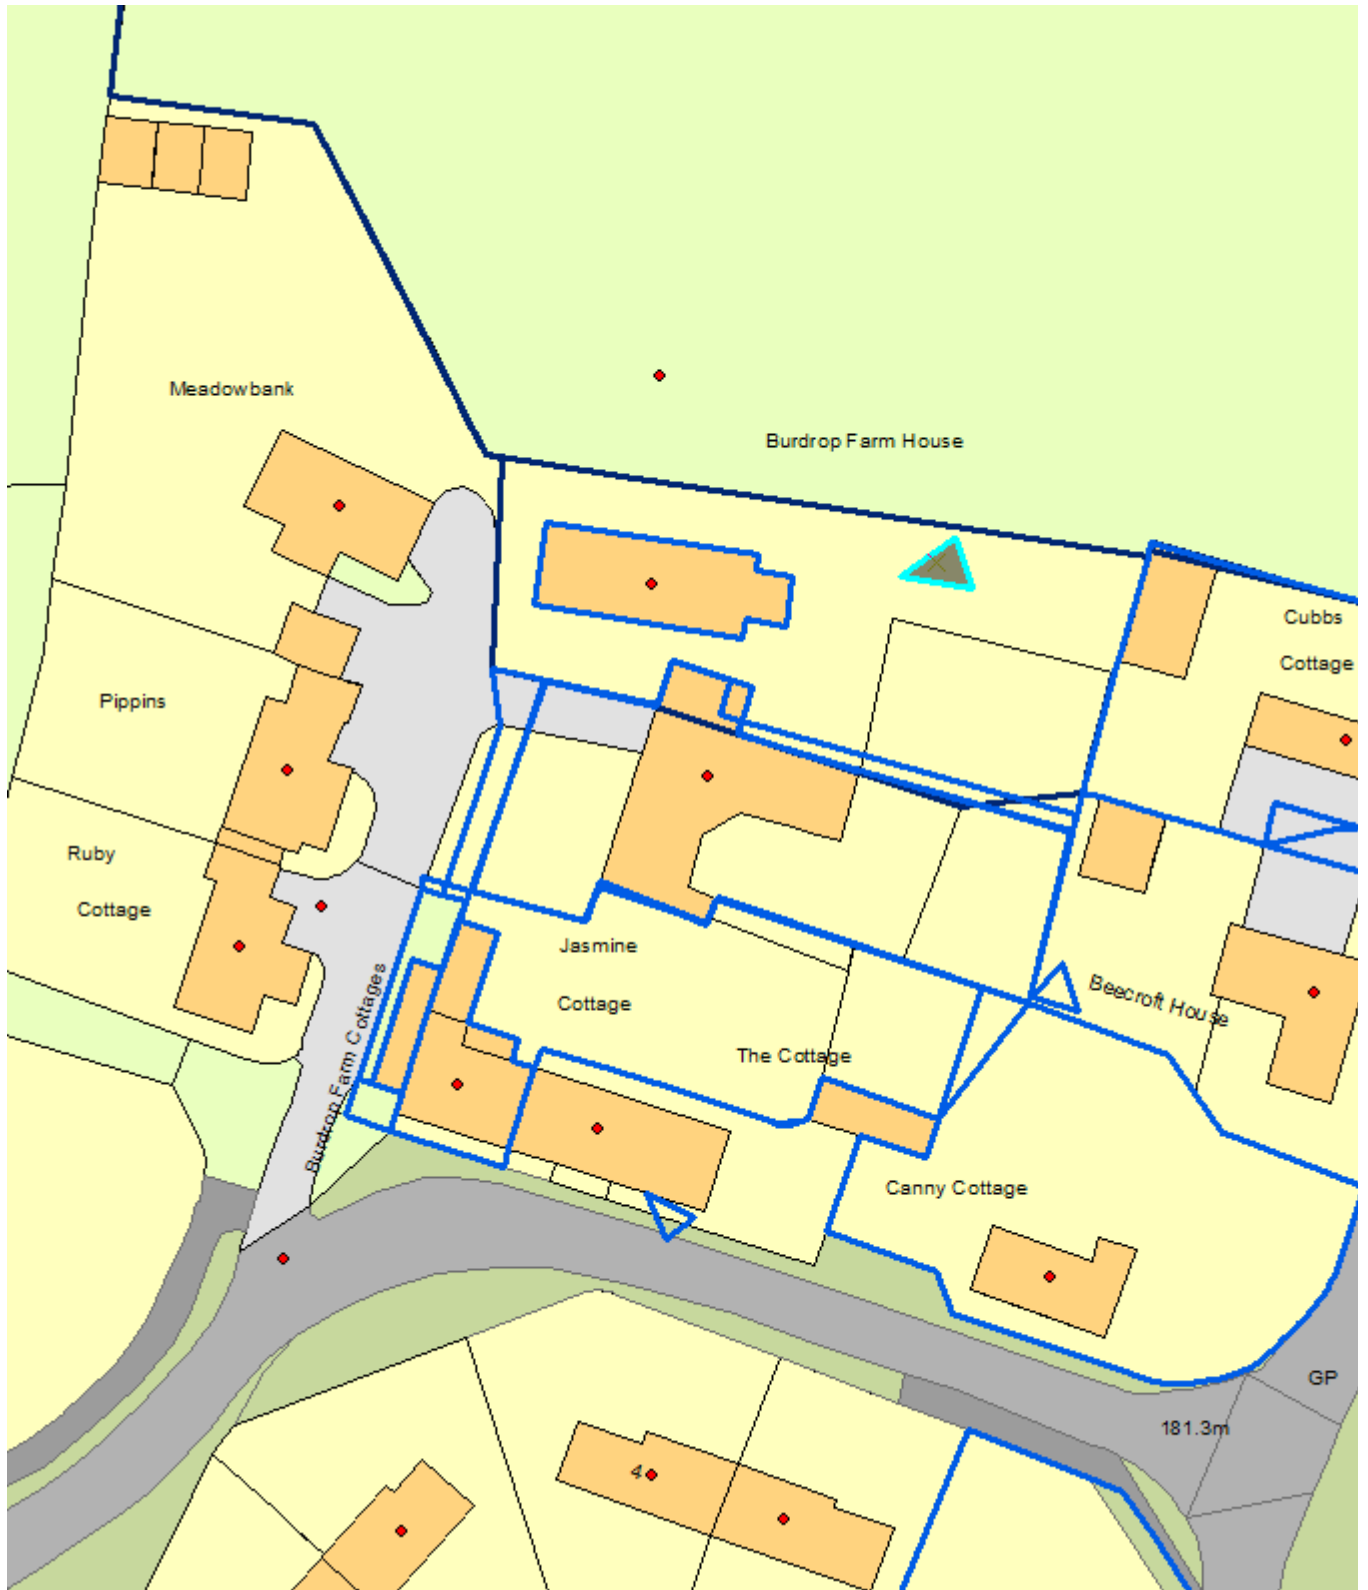 Meadowbank
Burdrop Farm House
Cubbs
Cottage
Pippins
Ruby
Cottage
Jasmine
Cottage
Burdrop Farm Cottages
Beecroft House
The Cottage
Canny Cottage
GP
181.3m
4